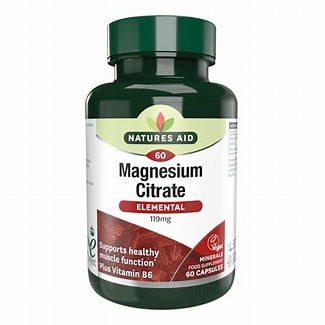 NATURES AID
60
Magnesium
Citrate
ELEMENTAL
119mg
Supports healthy
muscle function
Plus Vitamin B6
vegan
MINERALS
FOOD SUPPLEMENT
60 CAPSULES